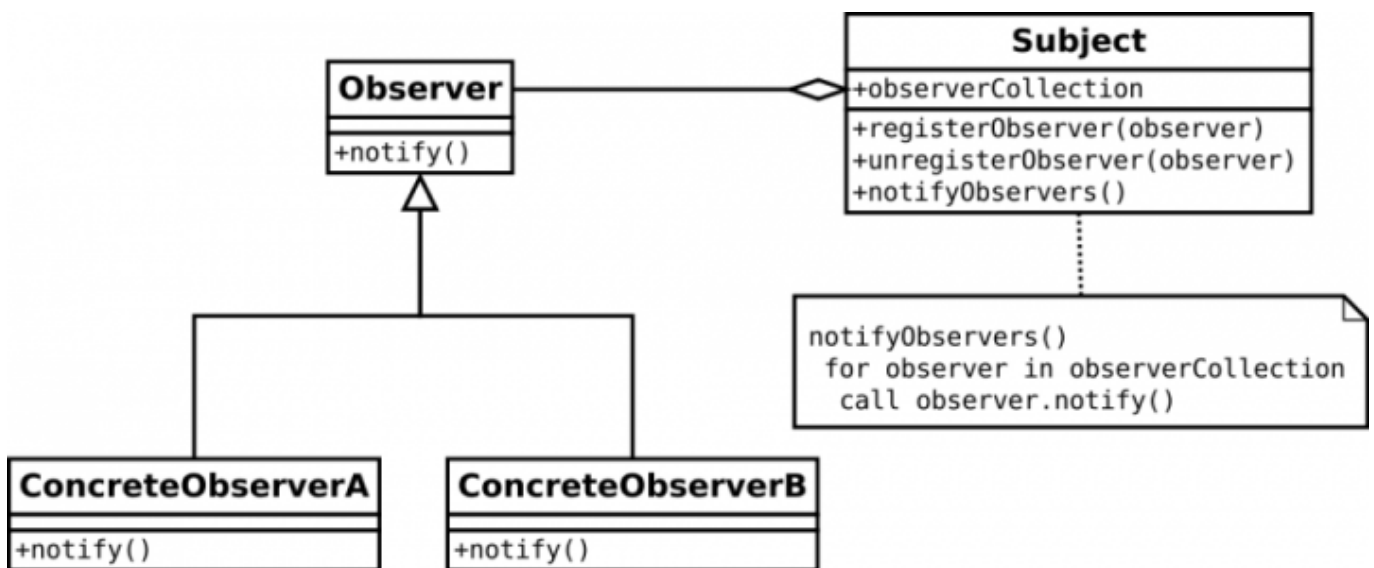 Subject
+observerCollection
+registerObserver(observer)
+unregisterObserver(observer)
+notifyObservers()
Observer
+notify()
notifyObservers()
for observer in observerCollection
call observer.notify()
ConcreteObserverA
+notify()
ConcreteObserverB
+notify()